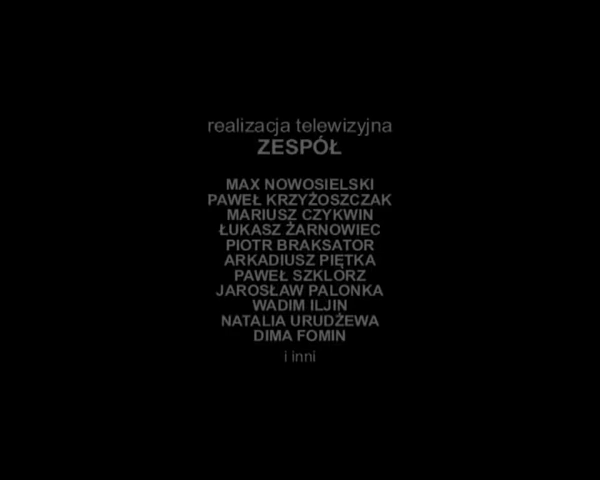 realizacja telewizyjna
ZESPÓŁ
MAX NOWOSIELSKI
PAWEŁ KRZYŻOSZCZAK
MARIUSZ CZYKWIN
ŁUKASZ ŻARNOWIEC
PIOTR BRAKSATOR
ARKADIUSZ PIĘTKA
PAWEŁ SZKLÓRZ
JAROSŁAW PALONKA
WADIM ILJIN
NATALIA URUDŻEWA
DIMA FOMIN
i inni